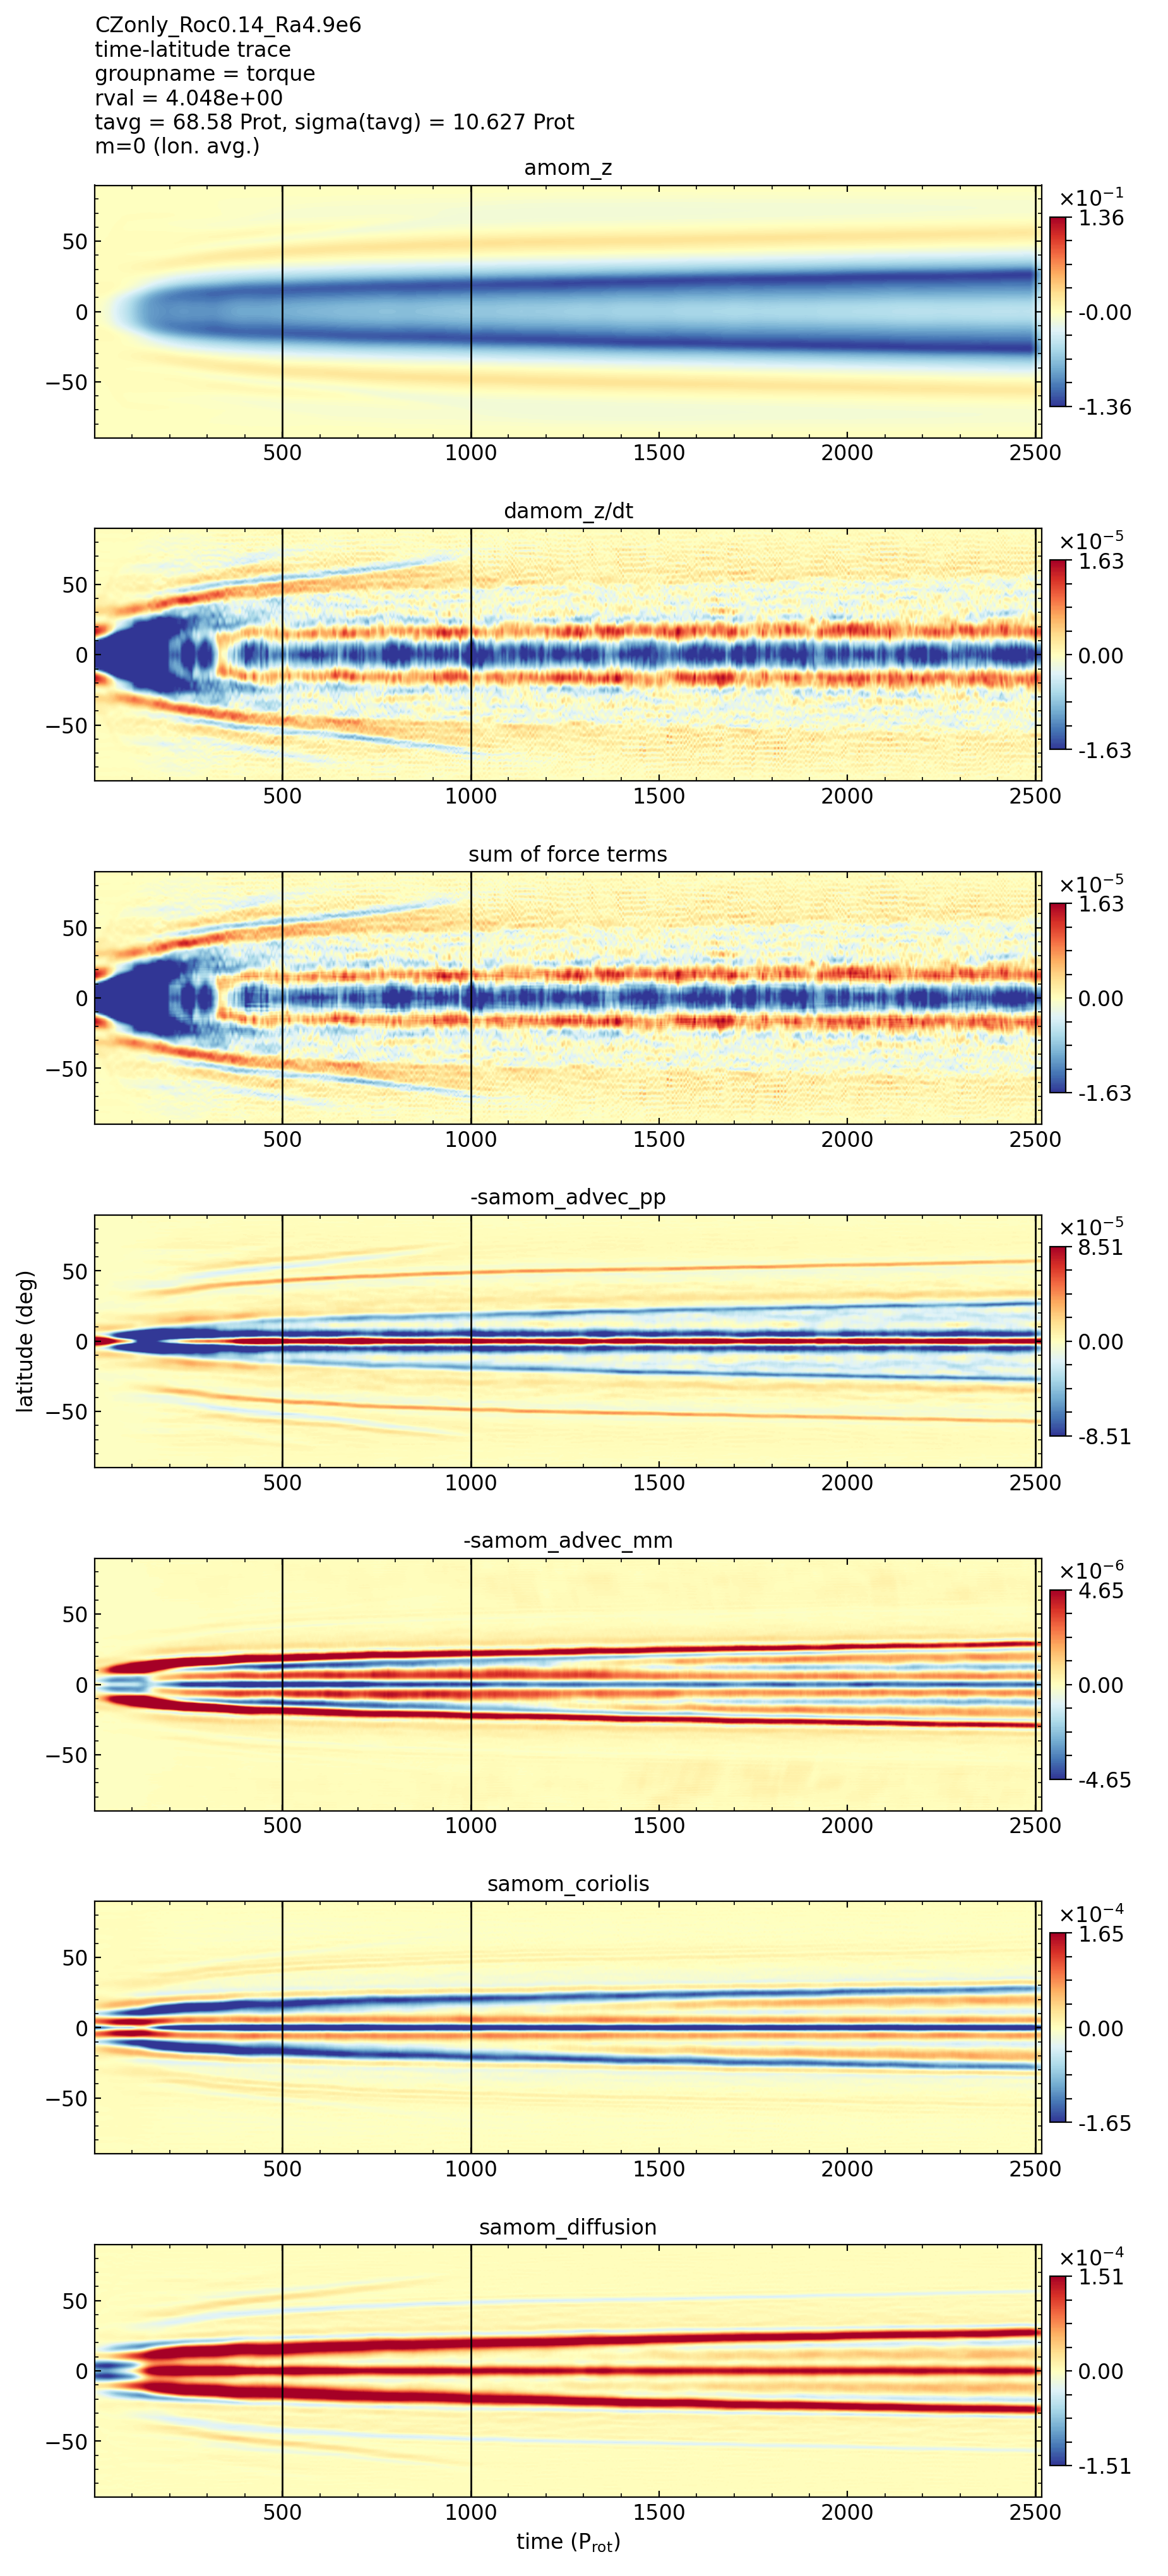 CZonly_Roc0.14_Ra4.9e6
time-latitude trace
groupname = torque
rval = 4.048e+00
tavg = 68.58 Prot, sigma(tavg) = 10.627 Prot
m=0 (lon. avg.)
amom_z
×10⁻¹
1.36
-0.00
-1.36
50
0
−50
500 1000 1500 2000 2500
damom_z/dt
×10⁻⁵
1.63
0.00
-1.63
50
0
−50
500 1000 1500 2000 2500
sum of force terms
×10⁻⁵
1.63
0.00
-1.63
50
0
−50
500 1000 1500 2000 2500
-samom_advec_pp
×10⁻⁵
8.51
0.00
-8.51
50
0
−50
latitude (deg)
500 1000 1500 2000 2500
-samom_advec_mm
×10⁻⁶
4.65
0.00
-4.65
50
0
−50
500 1000 1500 2000 2500
samom_coriolis
×10⁻⁴
1.65
0.00
-1.65
50
0
−50
500 1000 1500 2000 2500
samom_diffusion
×10⁻⁴
1.51
0.00
-1.51
50
0
−50
500 1000 1500 2000 2500
time (Prot)